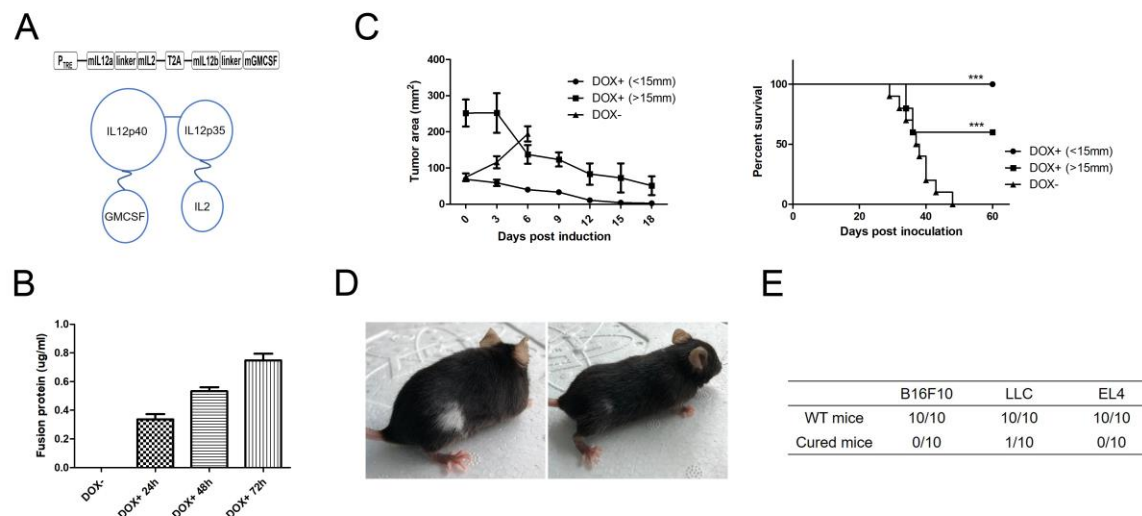 A
P_TRE mIL12a linker mIL2 T2A mIL12b linker mGMCSF
IL12p40
IL12p35
GMCSF
IL2
B
Fusion protein (ug/ml)
1.0
0.8
0.6
0.4
0.2
0.0
DOX-
DOX+ 24h
DOX+ 48h
DOX+ 72h
C
Tumor area (mm²)
400
300
200
100
0
0
3
6
9
12
15
18
Days post induction
DOX+ (<15mm)
DOX+ (>15mm)
DOX-
Percent survival
100
50
0
0
20
40
60
Days post inoculation
***
***
DOX+ (<15mm)
DOX+ (>15mm)
DOX-
D
E
B16F10 LLC EL4
WT mice 10/10 10/10 10/10
Cured mice 0/10 1/10 0/10